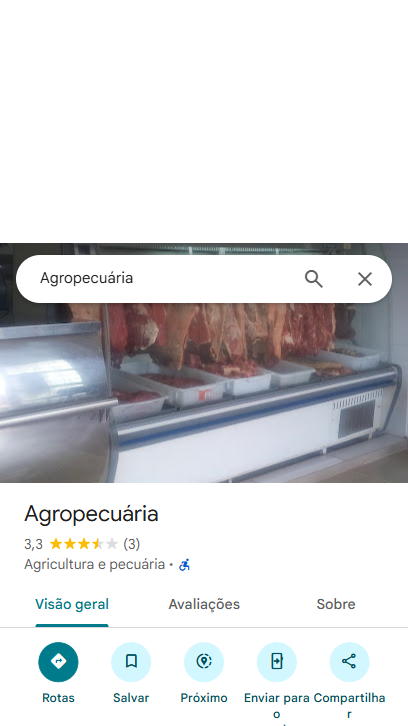 Agropecuária
Agropecuária
3,3 (3)
Agricultura e pecuária ·
Visão geral
Avaliações
Sobre
Rotas
Salvar
Próximo
Enviar para o
Compartilhar